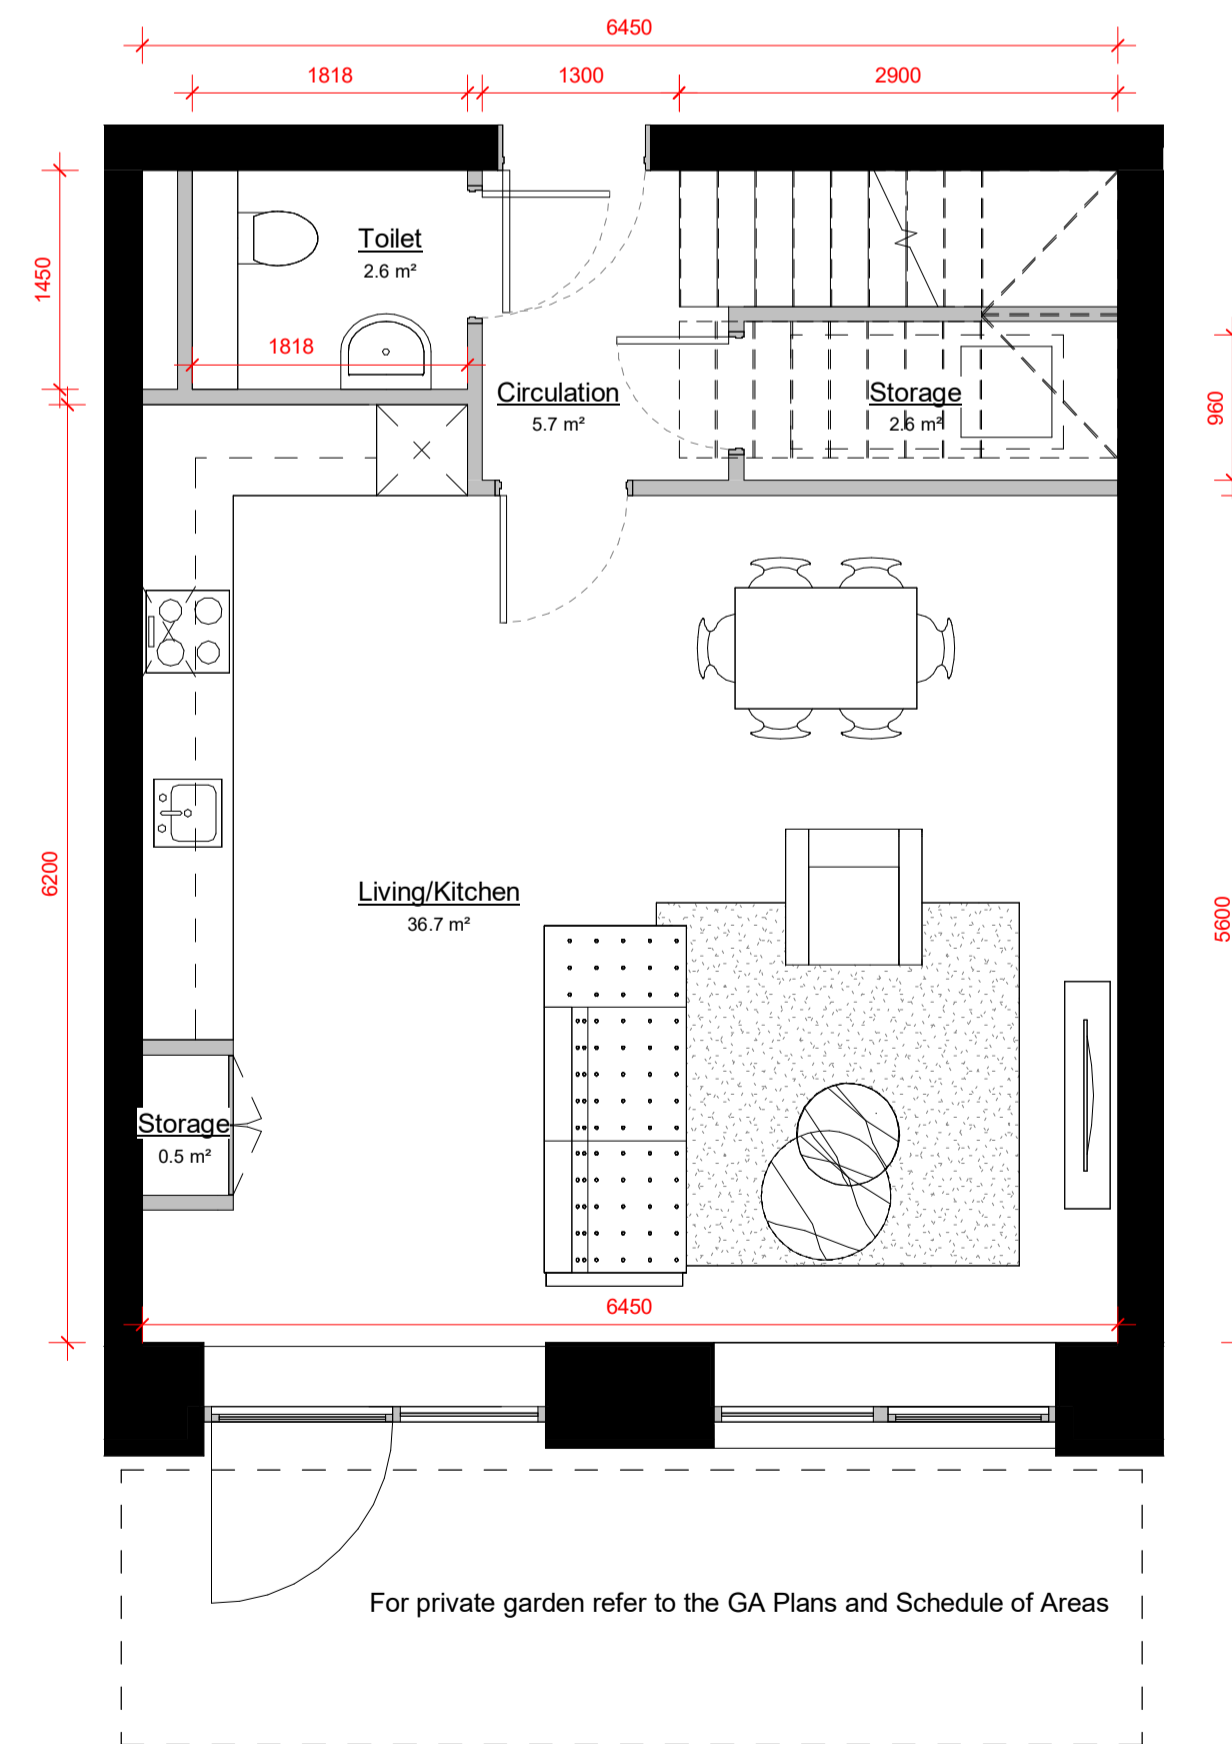 6450
1818
1300
2900
1450
Toilet
2.6 m²
1818
Circulation
5.7 m²
Storage
2.6 m²
960
6200
Living/Kitchen
36.7 m²
5600
Storage
0.5 m²
6450
For private garden refer to the GA Plans and Schedule of Areas